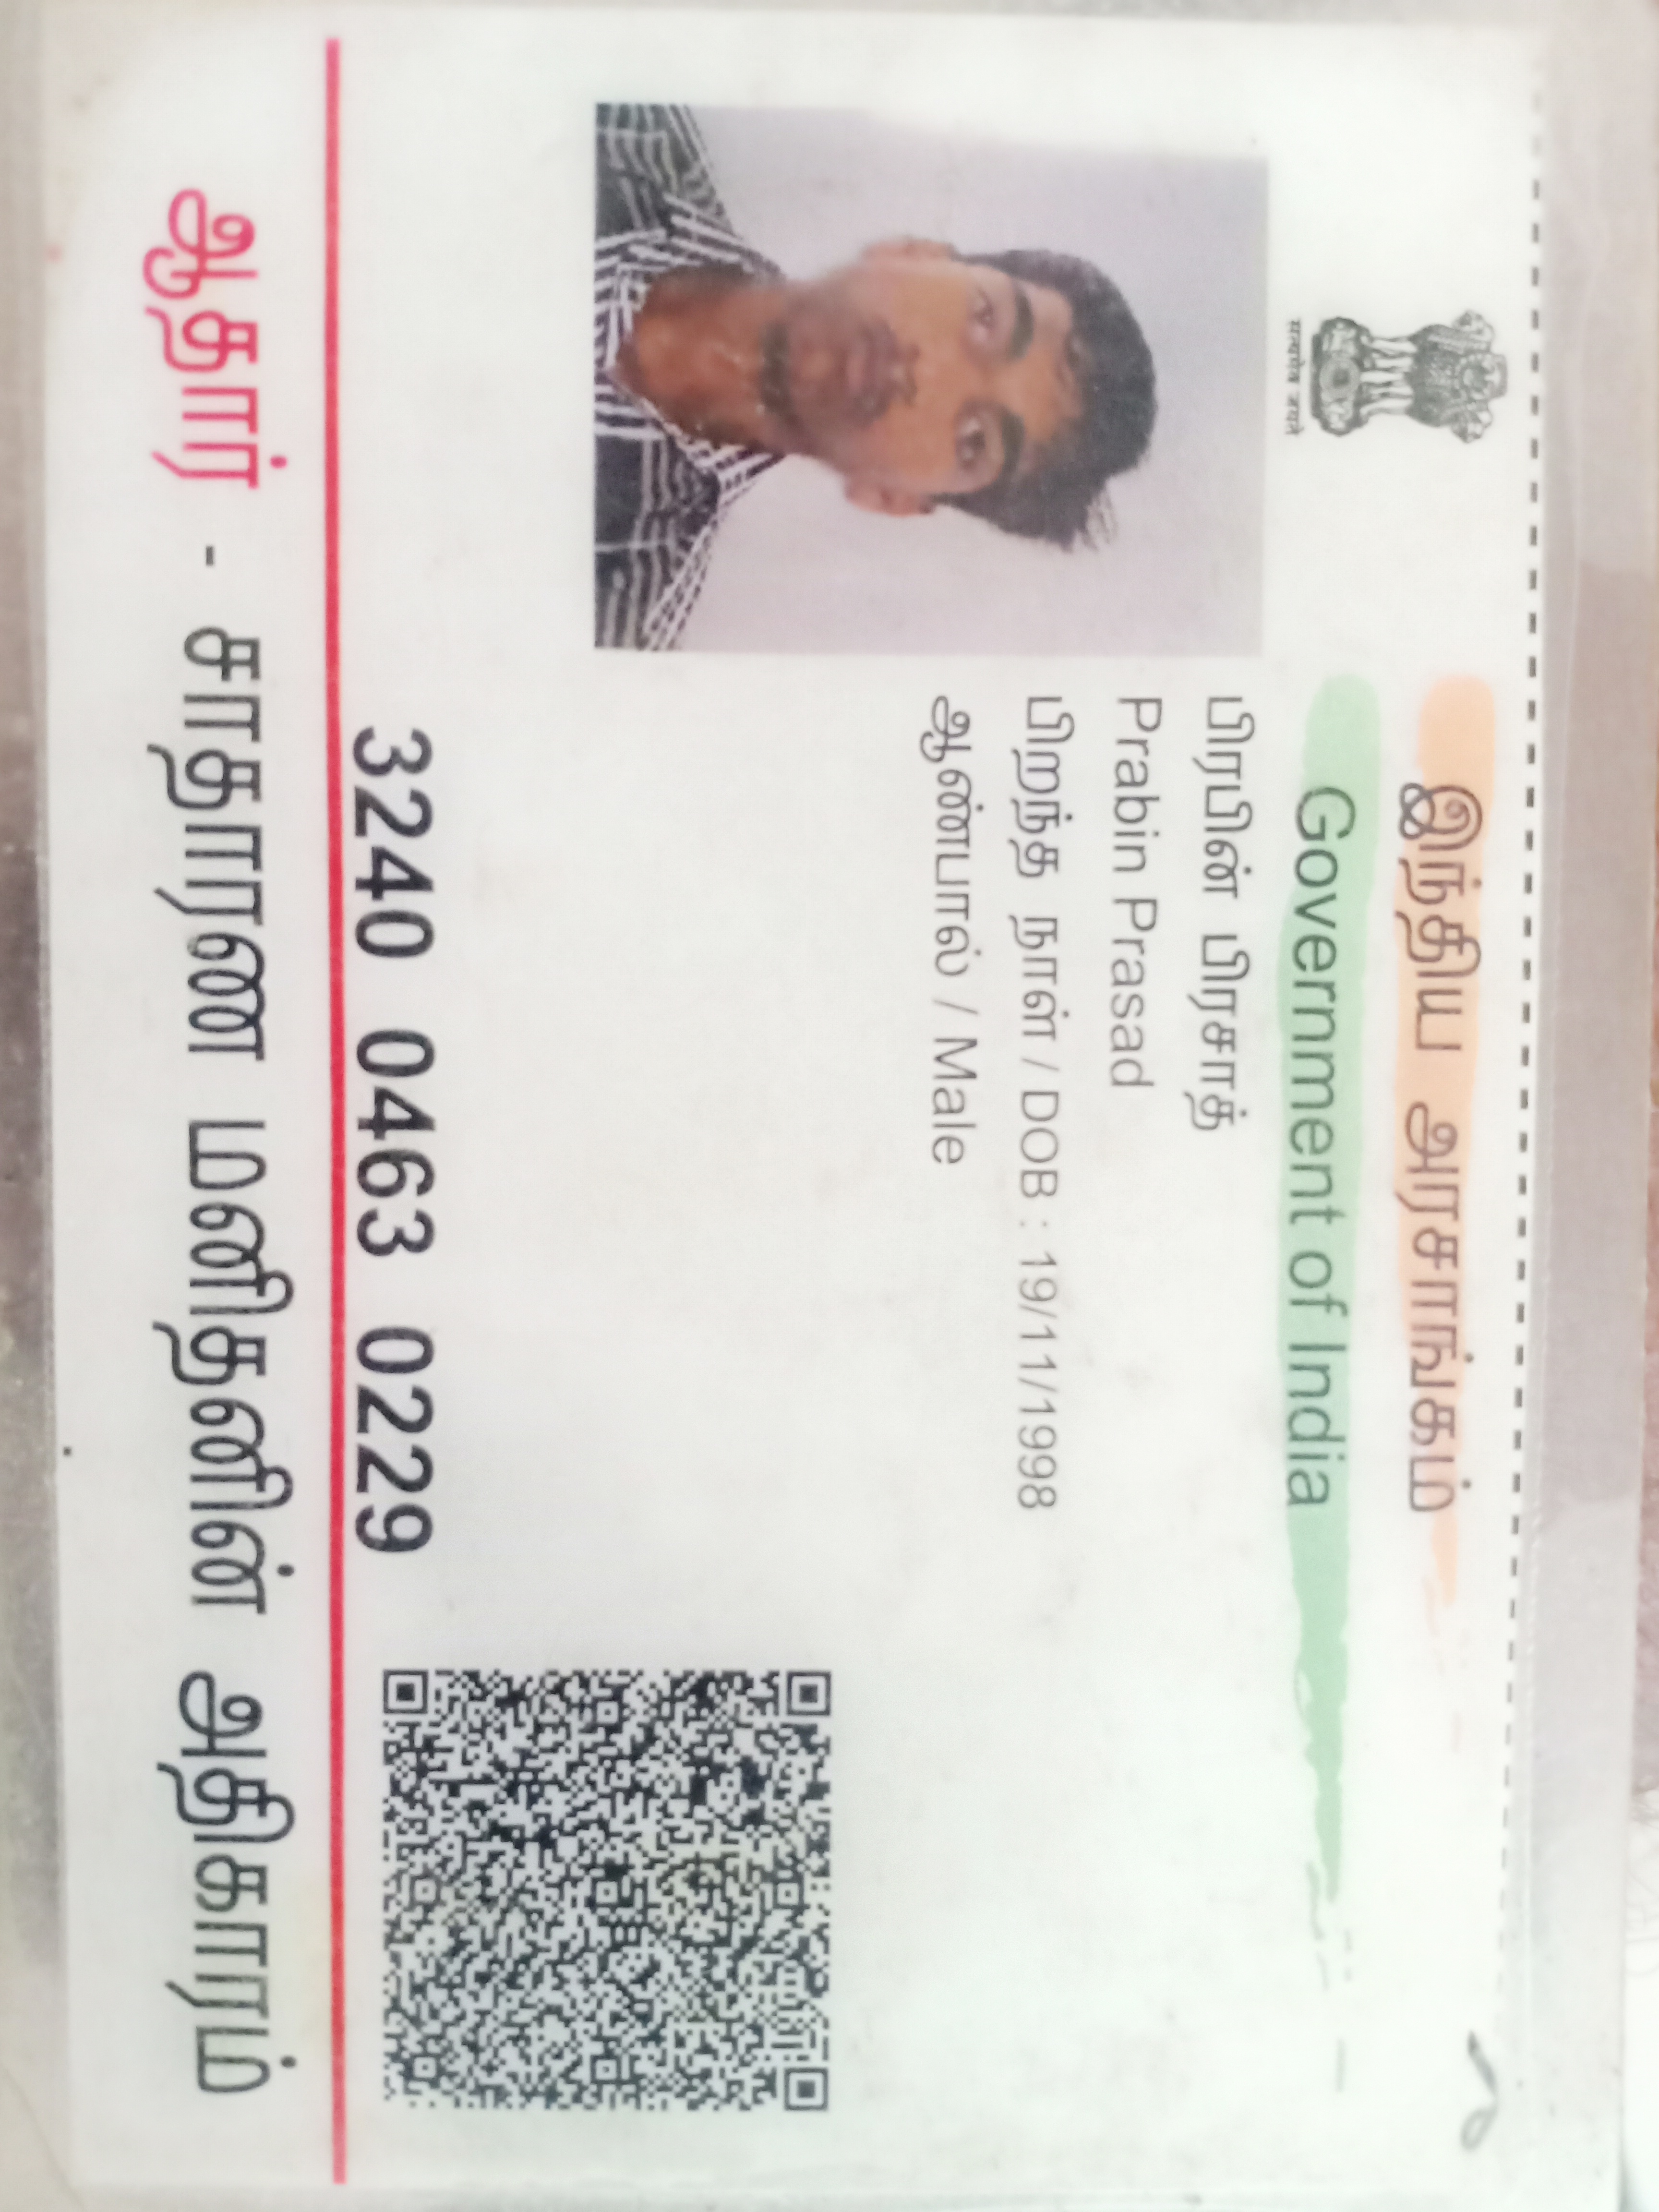 இந்திய அரசாங்கம்
Government of India
सत्यमेव जयते
பிரபின் பிரசாத்
Prabin Prasad
பிறந்த நாள் / DOB : 19/11/1998
ஆண்பால் / Male
3240 0463 0229
ஆதார் - சாதாரண மனிதனின் அதிகாரம்